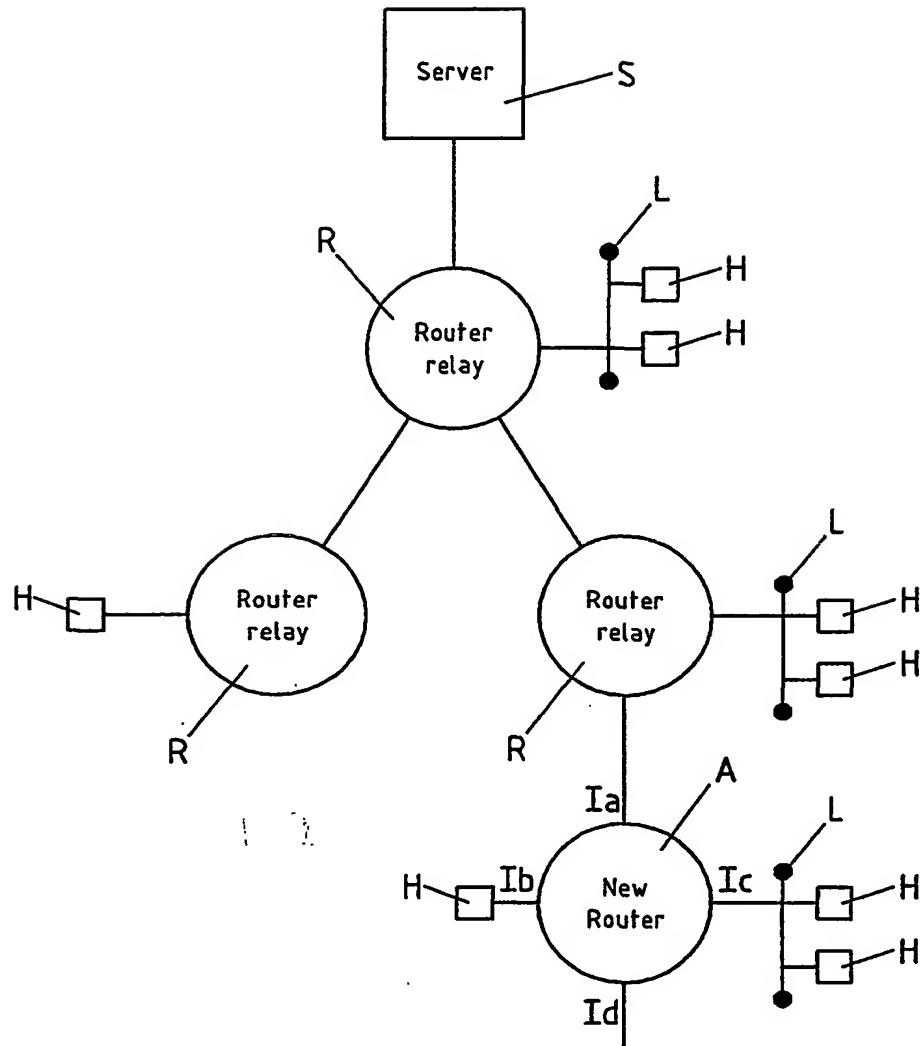 Server
S
L
R
H
Router
relay
H
L
H
Router
relay
Router
relay
H
H
R
R
A
Ia
L
H
Ib
New
Router
Ic
H
H
Id